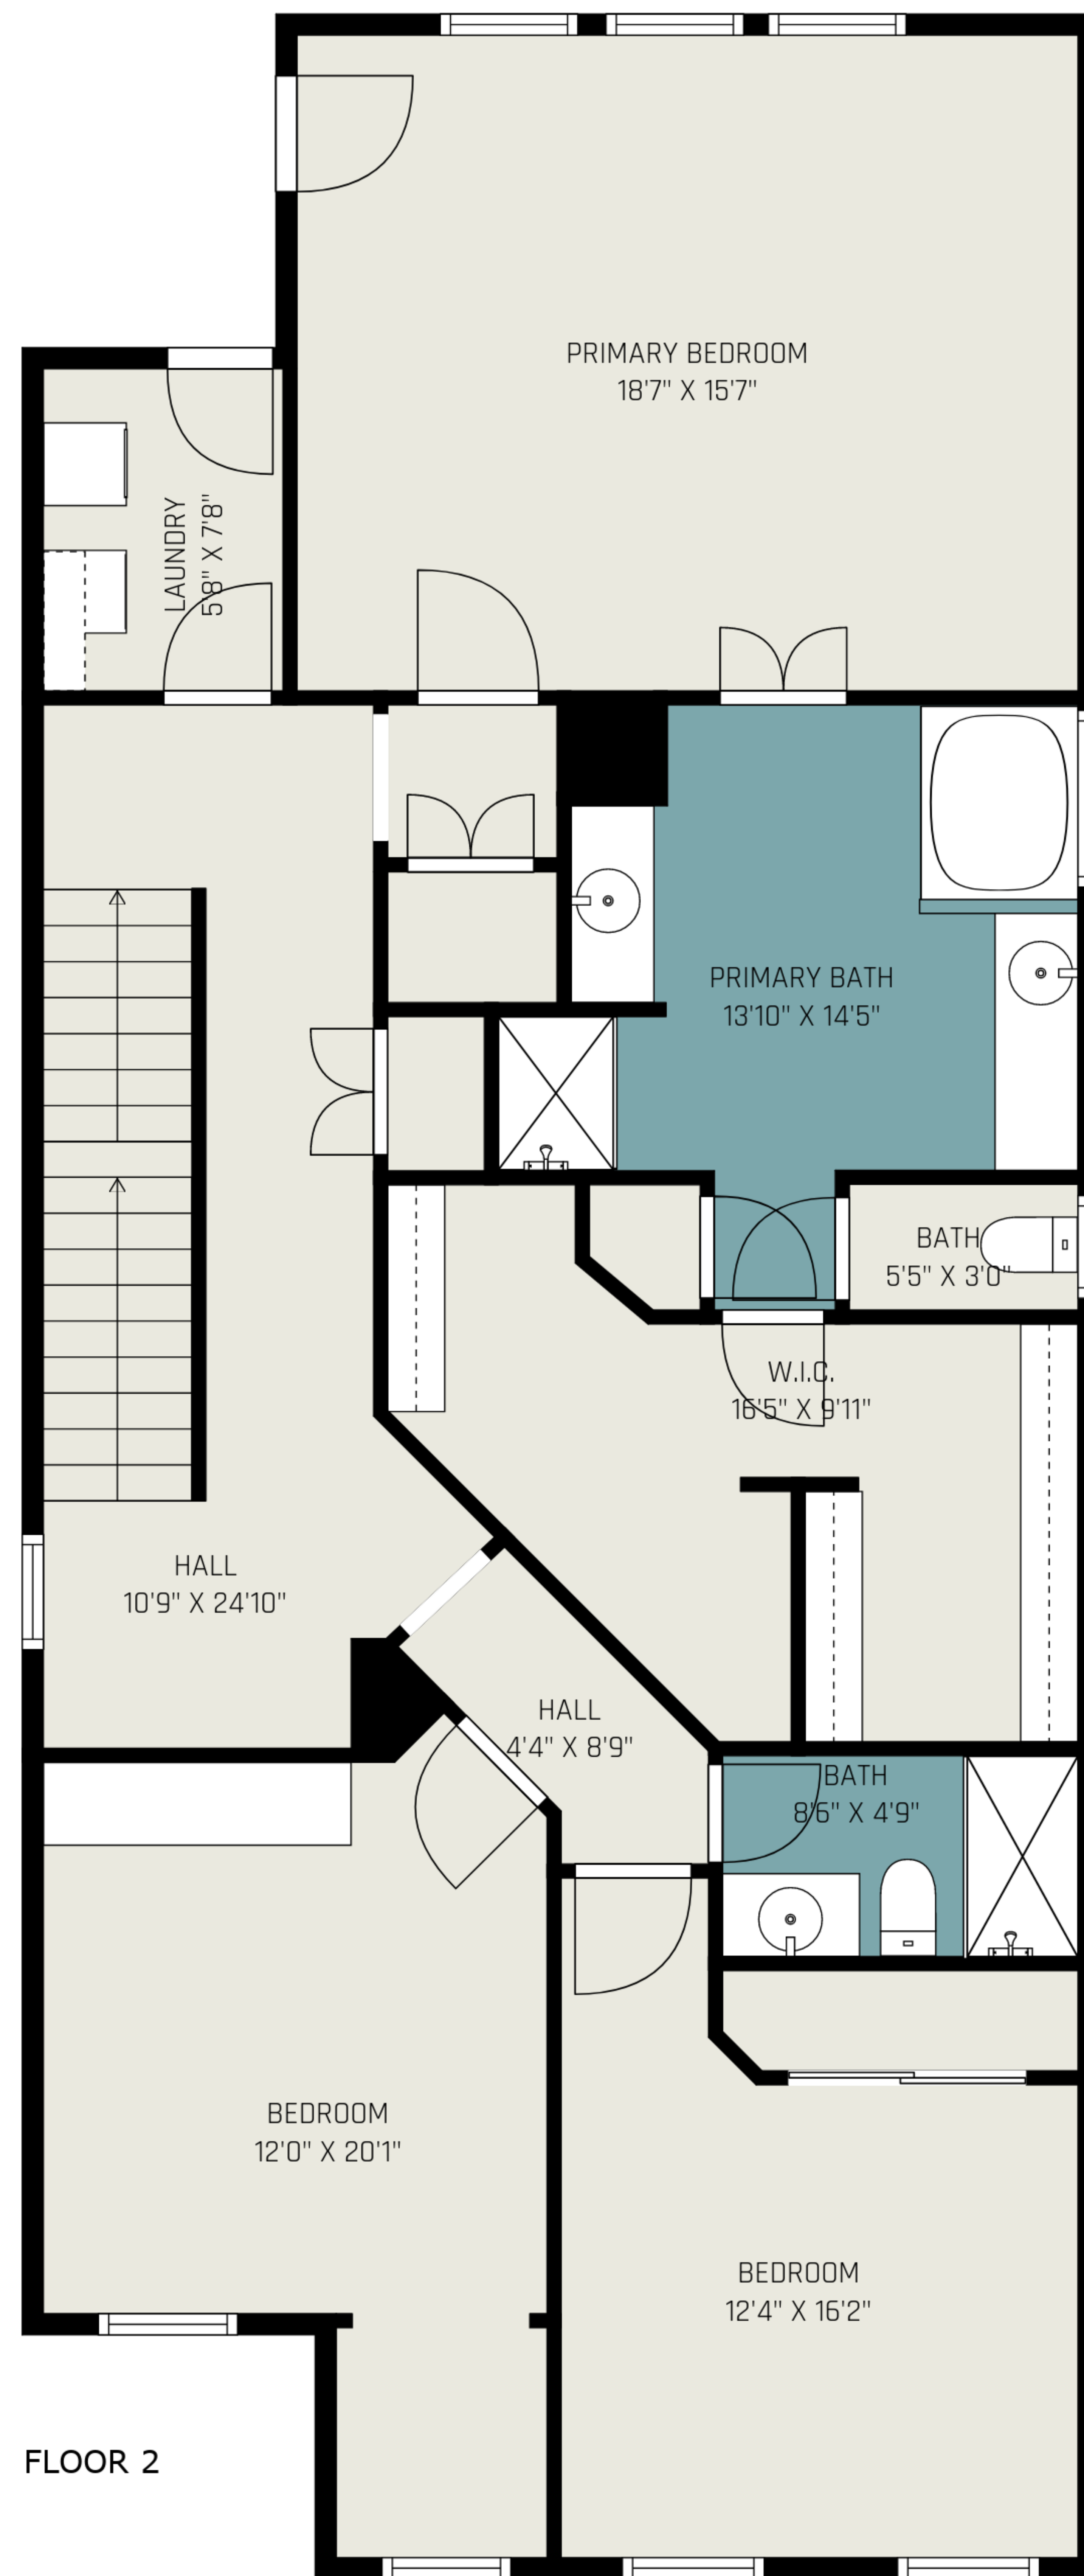 PRIMARY BEDROOM
18'7" X 15'7"
LAUNDRY
5'8" X 7'8"
PRIMARY BATH
13'10" X 14'5"
BATH
5'5" X 3'0"
W.I.C.
16'5" X 9'11"
HALL
10'9" X 24'10"
HALL
4'4" X 8'9"
BATH
8'6" X 4'9"
BEDROOM
12'0" X 20'1"
BEDROOM
12'4" X 16'2"
FLOOR 2